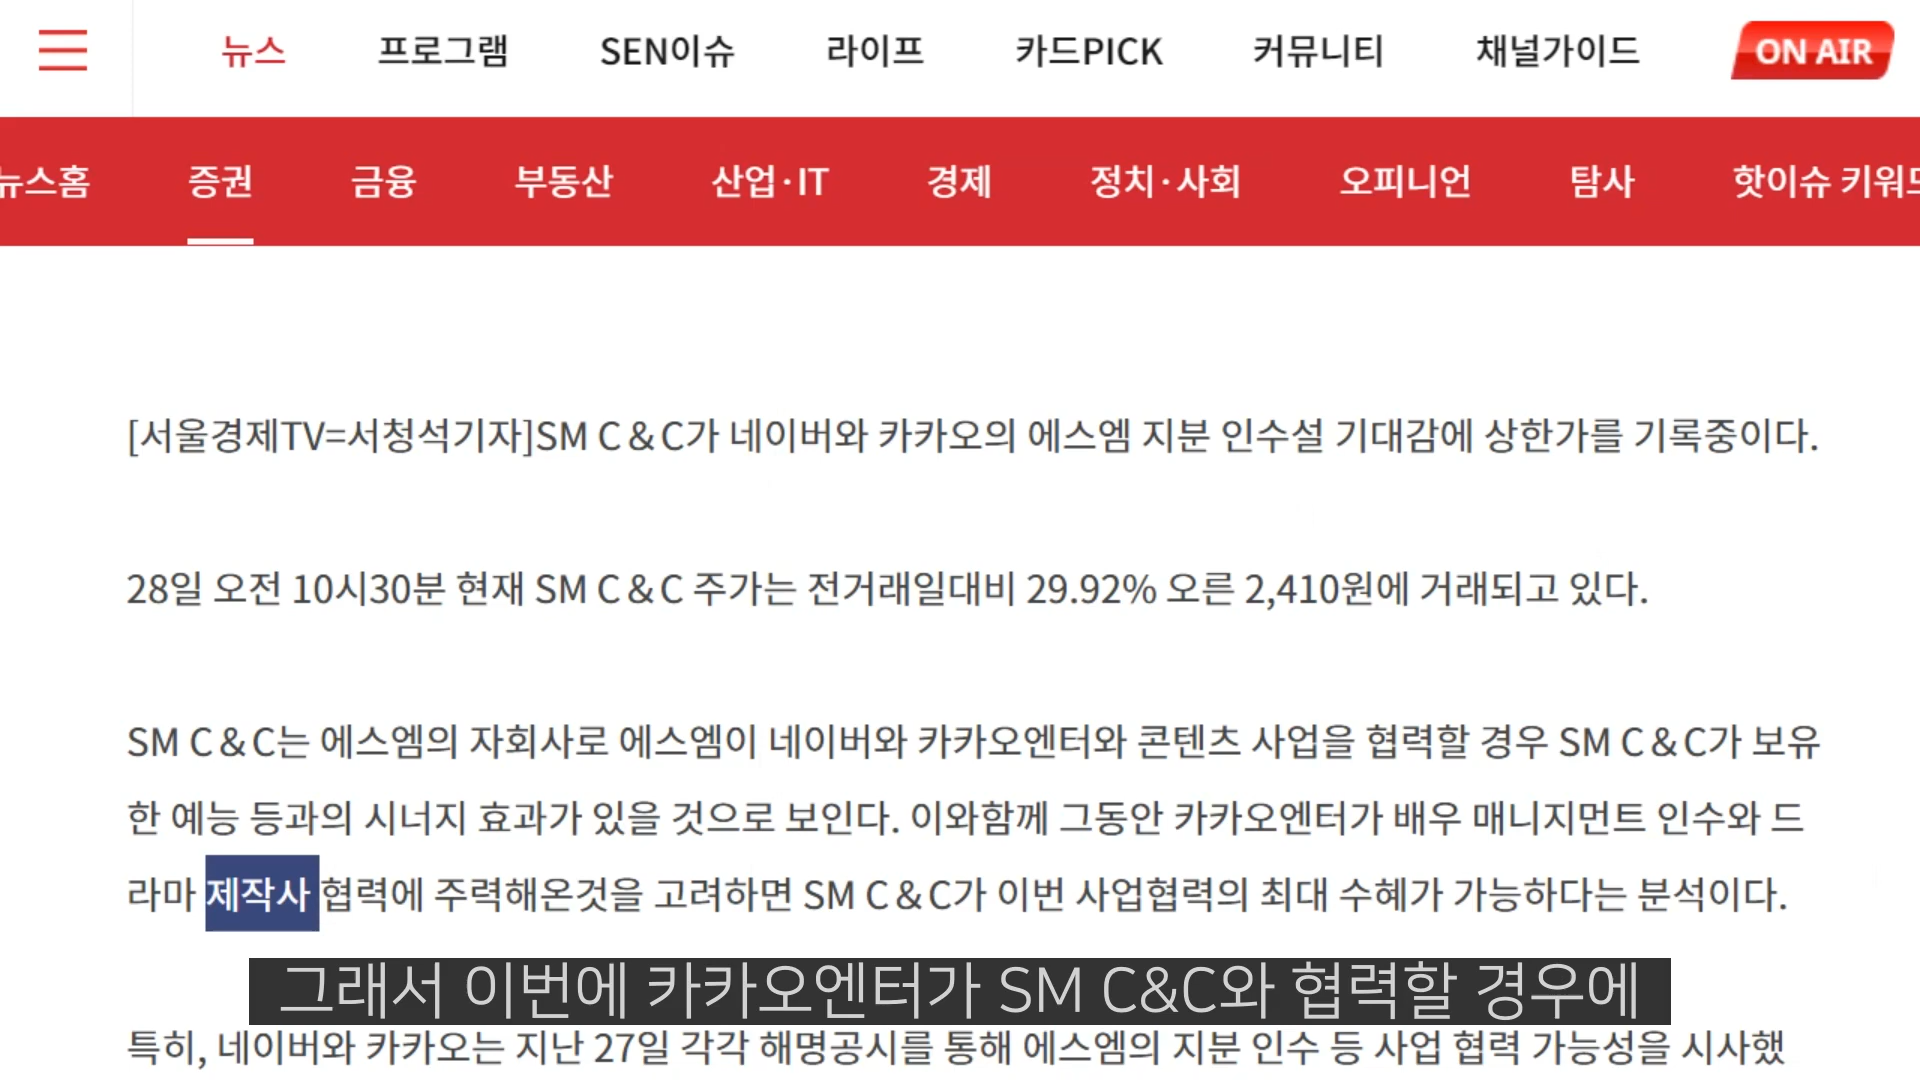 뉴스 프로그램 SEN이슈 라이프 카드PICK 커뮤니티 채널가이드 ON AIR
뉴스홈 증권 금융 부동산 산업·IT 경제 정치·사회 오피니언 탐사 핫이슈 키워드
[서울경제TV=서청석기자]SM C&C가 네이버와 카카오의 에스엠 지분 인수설 기대감에 상한가를 기록중이다.
28일 오전 10시30분 현재 SM C&C 주가는 전거래일대비 29.92% 오른 2,410원에 거래되고 있다.
SM C&C는 에스엠의 자회사로 에스엠이 네이버와 카카오엔터와 콘텐츠 사업을 협력할 경우 SM C&C가 보유
한 예능 등과의 시너지 효과가 있을 것으로 보인다. 이와함께 그동안 카카오엔터가 배우 매니지먼트 인수와 드
라마 제작사 협력에 주력해온것을 고려하면 SM C&C가 이번 사업협력의 최대 수혜가 가능하다는 분석이다.
그래서 이번에 카카오엔터가 SM C&C와 협력할 경우에
특히, 네이버와 카카오는 지난 27일 각각 해명공시를 통해 에스엠의 지분 인수 등 사업 협력 가능성을 시사했